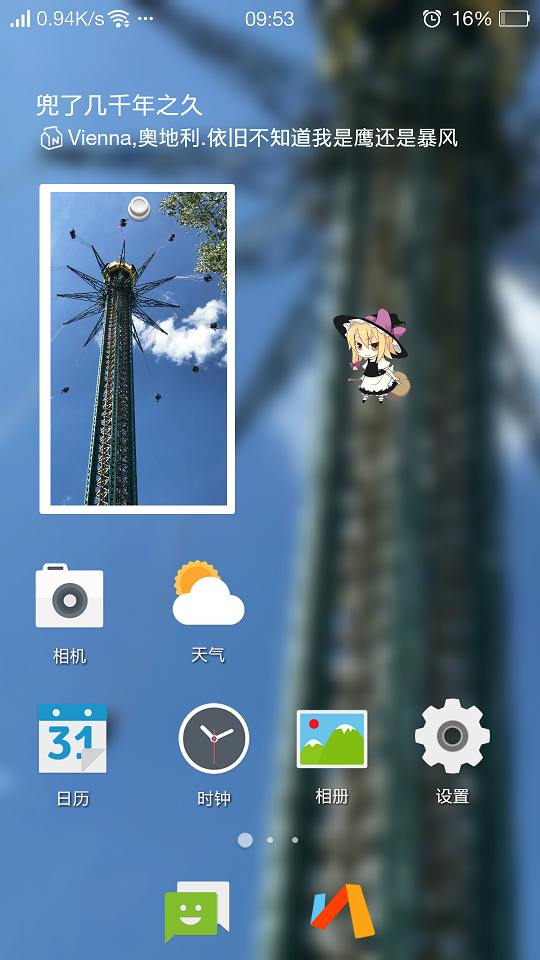 0.94K/s ··· 09:53 16%
兜了几千年之久
IN Vienna,奥地利.依旧不知道我是鹰还是暴风
相机 天气
31
日历 时钟 相册 设置